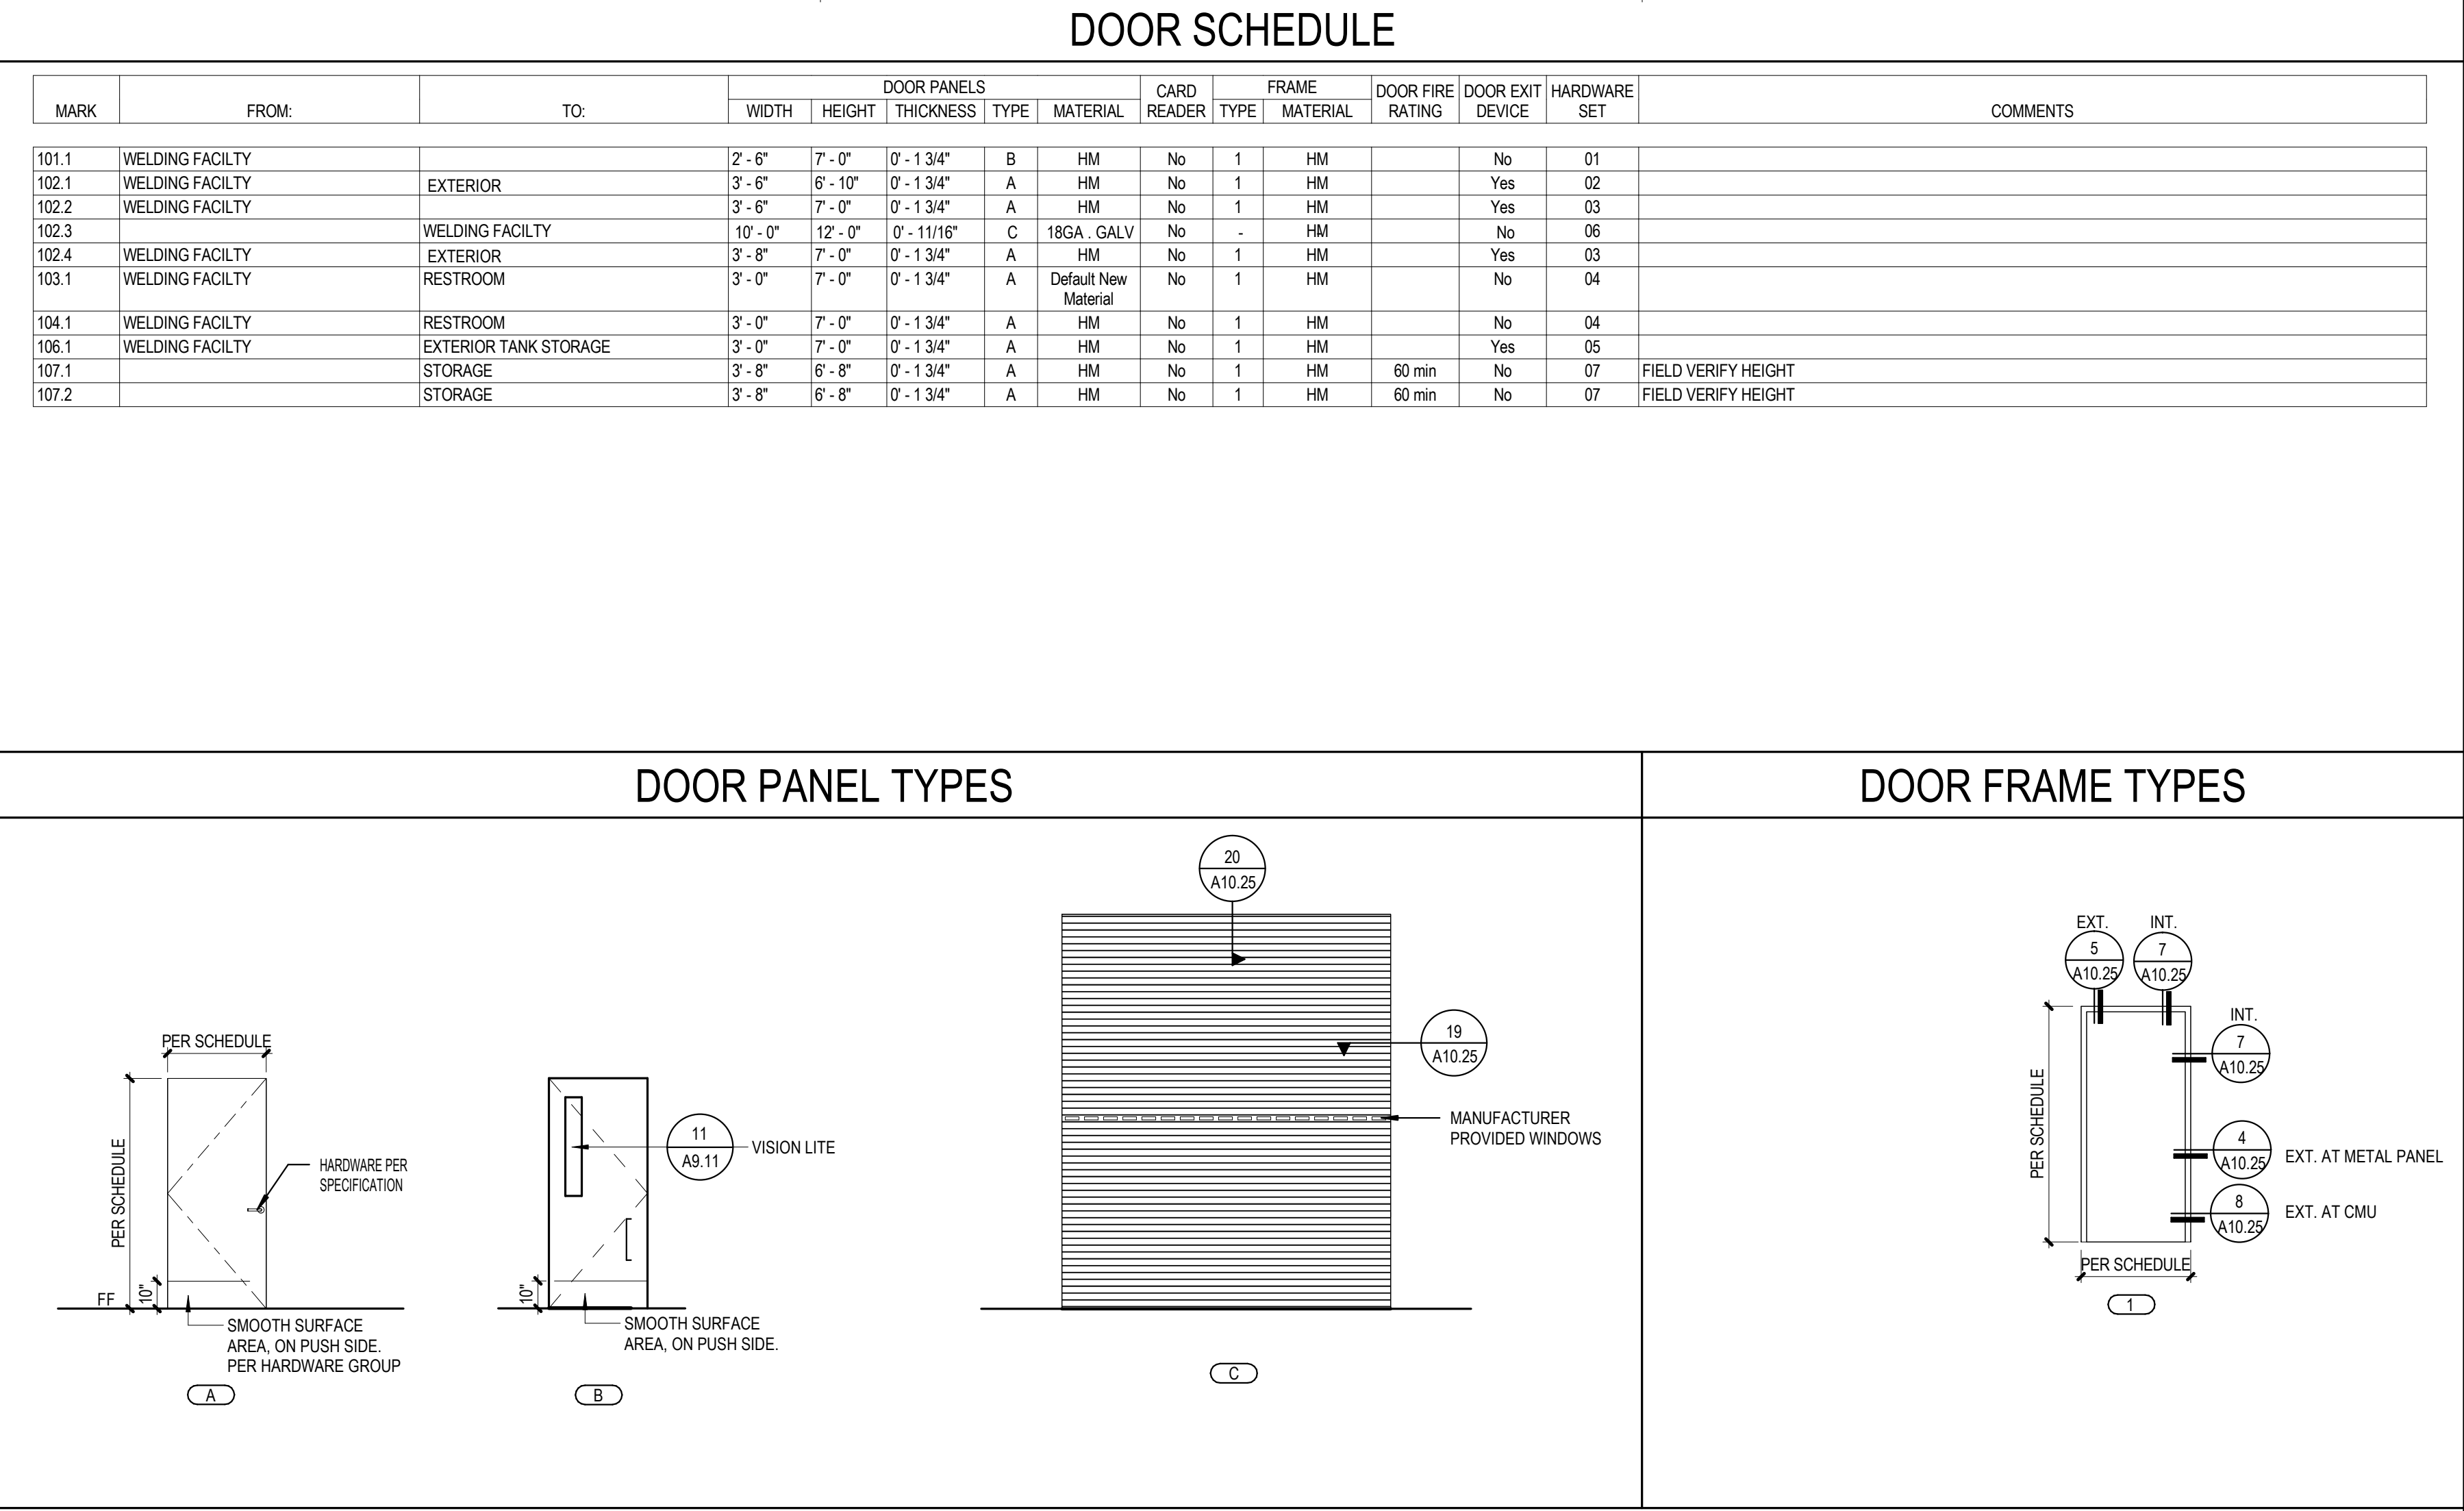 DOOR SCHEDULE
DOOR PANELS FRAME
MARK FROM: TO: WIDTH HEIGHT THICKNESS TYPE MATERIAL CARD READER TYPE MATERIAL DOOR FIRE RATING DOOR EXIT DEVICE HARDWARE SET COMMENTS
101.1 WELDING FACILTY 2' - 6" 7' - 0" 0' - 1 3/4" B HM No 1 HM No 01
102.1 WELDING FACILTY EXTERIOR 3' - 6" 6' - 10" 0' - 1 3/4" A HM No 1 HM Yes 02
102.2 WELDING FACILTY 3' - 6" 7' - 0" 0' - 1 3/4" A HM No 1 HM Yes 03
102.3 WELDING FACILTY 10' - 0" 12' - 0" 0' - 11/16" C 18GA . GALV No - HM No 06
102.4 WELDING FACILTY EXTERIOR 3' - 8" 7' - 0" 0' - 1 3/4" A HM No 1 HM Yes 03
103.1 WELDING FACILTY RESTROOM 3' - 0" 7' - 0" 0' - 1 3/4" A Default New Material No 1 HM No 04
104.1 WELDING FACILTY RESTROOM 3' - 0" 7' - 0" 0' - 1 3/4" A HM No 1 HM No 04
106.1 WELDING FACILTY EXTERIOR TANK STORAGE 3' - 0" 7' - 0" 0' - 1 3/4" A HM No 1 HM Yes 05
107.1 STORAGE 3' - 8" 6' - 8" 0' - 1 3/4" A HM No 1 HM 60 min No 07 FIELD VERIFY HEIGHT
107.2 STORAGE 3' - 8" 6' - 8" 0' - 1 3/4" A HM No 1 HM 60 min No 07 FIELD VERIFY HEIGHT
DOOR PANEL TYPES
PER SCHEDULE
PER SCHEDULE
HARDWARE PER
SPECIFICATION
FF
10"
SMOOTH SURFACE
AREA, ON PUSH SIDE.
PER HARDWARE GROUP
A
11
A9.11
VISION LITE
10"
SMOOTH SURFACE
AREA, ON PUSH SIDE.
B
20
A10.25
19
A10.25
MANUFACTURER
PROVIDED WINDOWS
C
DOOR FRAME TYPES
EXT.
5
A10.25
INT.
7
A10.25
INT.
7
A10.25
PER SCHEDULE
4
A10.25
EXT. AT METAL PANEL
8
A10.25
EXT. AT CMU
PER SCHEDULE
1